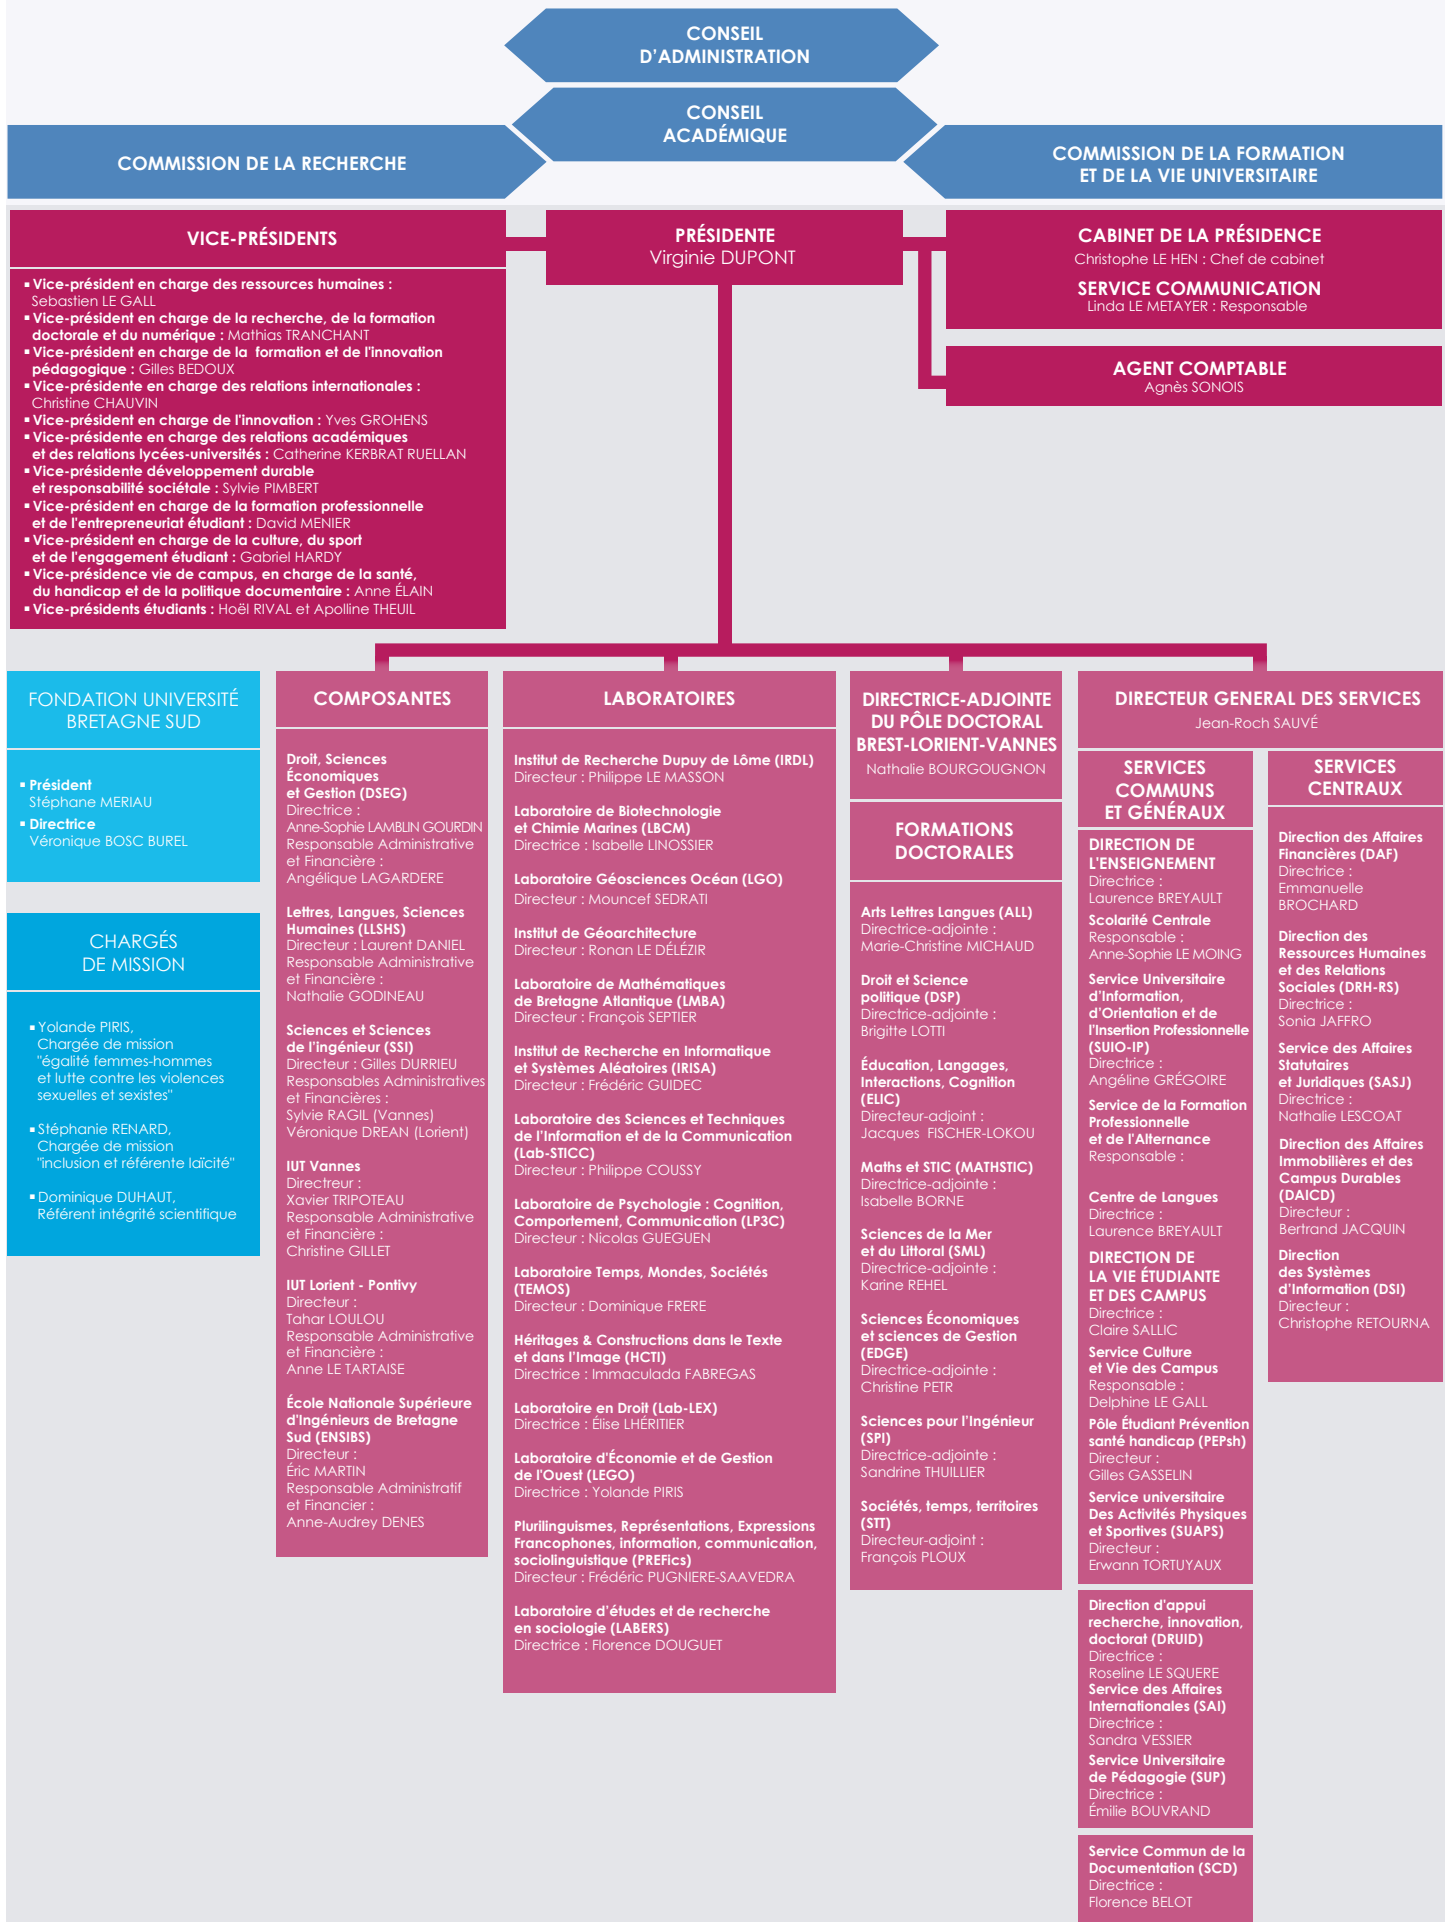 CONSEIL
D'ADMINISTRATION
CONSEIL
ACADÉMIQUE
COMMISSION DE LA RECHERCHE
COMMISSION DE LA FORMATION
ET DE LA VIE UNIVERSITAIRE
VICE-PRÉSIDENTS
▪ Vice-président en charge des ressources humaines :
Sebastien LE GALL
▪ Vice-président en charge de la recherche, de la formation
doctorale et du numérique : Mathias TRANCHANT
▪ Vice-président en charge de la formation et de l'innovation
pédagogique : Gilles BEDOUX
▪ Vice-présidente en charge des relations internationales :
Christine CHAUVIN
▪ Vice-président en charge de l'innovation : Yves GROHENS
▪ Vice-présidente en charge des relations académiques
et des relations lycées-universités : Catherine KERBRAT RUELLAN
▪ Vice-présidente développement durable
et responsabilité sociétale : Sylvie PIMBERT
▪ Vice-président en charge de la formation professionnelle
et de l'entrepreneuriat étudiant : David MENIER
▪ Vice-président en charge de la culture, du sport
et de l'engagement étudiant : Gabriel HARDY
▪ Vice-présidence vie de campus, en charge de la santé,
du handicap et de la politique documentaire : Anne ÉLAIN
▪ Vice-présidents étudiants : Hoël RIVAL et Apolline THEUIL
PRÉSIDENTE
Virginie DUPONT
CABINET DE LA PRÉSIDENCE
Christophe LE HEN : Chef de cabinet
SERVICE COMMUNICATION
Linda LE METAYER : Responsable
AGENT COMPTABLE
Agnès SONOIS
FONDATION UNIVERSITÉ
BRETAGNE SUD
▪ Président
Stéphane MERIAU
▪ Directrice
Véronique BOSC BUREL
CHARGÉS
DE MISSION
▪ Yolande PIRIS,
Chargée de mission
"égalité femmes-hommes
et lutte contre les violences
sexuelles et sexistes"
▪ Stéphanie RENARD,
Chargée de mission
"inclusion et référente laïcité"
▪ Dominique DUHAUT,
Référent intégrité scientifique
COMPOSANTES
Droit, Sciences
Économiques
et Gestion (DSEG)
Directrice :
Anne-Sophie LAMBLIN GOURDIN
Responsable Administrative
et Financière :
Angélique LAGARDERE
Lettres, Langues, Sciences
Humaines (LLSHS)
Directeur : Laurent DANIEL
Responsable Administrative
et Financière :
Nathalie GODINEAU
Sciences et Sciences
de l'ingénieur (SSI)
Directeur : Gilles DURRIEU
Responsables Administratives
et Financières :
Sylvie RAGIL (Vannes)
Véronique DREAN (Lorient)
IUT Vannes
Directreur :
Xavier TRIPOTEAU
Responsable Administrative
et Financière :
Christine GILLET
IUT Lorient - Pontivy
Directeur :
Tahar LOULOU
Responsable Administrative
et Financière :
Anne LE TARTAISE
École Nationale Supérieure
d'Ingénieurs de Bretagne
Sud (ENSIBS)
Directeur :
Éric MARTIN
Responsable Administratif
et Financier :
Anne-Audrey DENES
LABORATOIRES
Institut de Recherche Dupuy de Lôme (IRDL)
Directeur : Philippe LE MASSON
Laboratoire de Biotechnologie
et Chimie Marines (LBCM)
Directrice : Isabelle LINOSSIER
Laboratoire Géosciences Océan (LGO)
Directeur : Mouncef SEDRATI
Institut de Géoarchitecture
Directeur : Ronan LE DÉLÉZIR
Laboratoire de Mathématiques
de Bretagne Atlantique (LMBA)
Directeur : François SEPTIER
Institut de Recherche en Informatique
et Systèmes Aléatoires (IRISA)
Directeur : Frédéric GUIDEC
Laboratoire des Sciences et Techniques
de l'Information et de la Communication
(Lab-STICC)
Directeur : Philippe COUSSY
Laboratoire de Psychologie : Cognition,
Comportement, Communication (LP3C)
Directeur : Nicolas GUEGUEN
Laboratoire Temps, Mondes, Sociétés
(TEMOS)
Directeur : Dominique FRERE
Héritages & Constructions dans le Texte
et dans l'Image (HCTI)
Directrice : Immaculada FABREGAS
Laboratoire en Droit (Lab-LEX)
Directrice : Élise LHÉRITIER
Laboratoire d'Économie et de Gestion
de l'Ouest (LEGO)
Directrice : Yolande PIRIS
Plurilinguismes, Représentations, Expressions
Francophones, information, communication,
sociolinguistique (PREFics)
Directeur : Frédéric PUGNIERE-SAAVEDRA
Laboratoire d'études et de recherche
en sociologie (LABERS)
Directrice : Florence DOUGUET
DIRECTRICE-ADJOINTE
DU PÔLE DOCTORAL
BREST-LORIENT-VANNES
Nathalie BOURGOUGNON
FORMATIONS
DOCTORALES
Arts Lettres Langues (ALL)
Directrice-adjointe :
Marie-Christine MICHAUD
Droit et Science
politique (DSP)
Directrice-adjointe :
Brigitte LOTTI
Éducation, Langages,
Interactions, Cognition
(ELIC)
Directeur-adjoint :
Jacques FISCHER-LOKOU
Maths et STIC (MATHSTIC)
Directrice-adjointe :
Isabelle BORNE
Sciences de la Mer
et du Littoral (SML)
Directrice-adjointe :
Karine REHEL
Sciences Économiques
et sciences de Gestion
(EDGE)
Directrice-adjointe :
Christine PETR
Sciences pour l'Ingénieur
(SPI)
Directrice-adjointe :
Sandrine THUILLIER
Sociétés, temps, territoires
(STT)
Directeur-adjoint :
François PLOUX
DIRECTEUR GENERAL DES SERVICES
Jean-Roch SAUVÉ
SERVICES
COMMUNS
ET GÉNÉRAUX
DIRECTION DE
L'ENSEIGNEMENT
Directrice :
Laurence BREYAULT
Scolarité Centrale
Responsable :
Anne-Sophie LE MOING
Service Universitaire
d'Information,
d'Orientation et de
l'Insertion Professionnelle
(SUIO-IP)
Directrice :
Angéline GRÉGOIRE
Service de la Formation
Professionnelle
et de l'Alternance
Responsable :
Centre de Langues
Directrice :
Laurence BREYAULT
DIRECTION DE
LA VIE ÉTUDIANTE
ET DES CAMPUS
Directrice :
Claire SALLIC
Service Culture
et Vie des Campus
Responsable :
Delphine LE GALL
Pôle Étudiant Prévention
santé handicap (PEPsh)
Directeur :
Gilles GASSELIN
Service universitaire
Des Activités Physiques
et Sportives (SUAPS)
Directeur :
Erwann TORTUYAUX
Direction d'appui
recherche, innovation,
doctorat (DRUID)
Directrice :
Roseline LE SQUERE
Service des Affaires
Internationales (SAI)
Directrice :
Sandra VESSIER
Service Universitaire
de Pédagogie (SUP)
Directrice :
Émilie BOUVRAND
Service Commun de la
Documentation (SCD)
Directrice :
Florence BELOT
SERVICES
CENTRAUX
Direction des Affaires
Financières (DAF)
Directrice :
Emmanuelle
BROCHARD
Direction des
Ressources Humaines
et des Relations
Sociales (DRH-RS)
Directrice :
Sonia JAFFRO
Service des Affaires
Statutaires
et Juridiques (SASJ)
Directrice :
Nathalie LESCOAT
Direction des Affaires
Immobilières et des
Campus Durables
(DAICD)
Directeur :
Bertrand JACQUIN
Direction
des Systèmes
d'Information (DSI)
Directeur :
Christophe RETOURNA